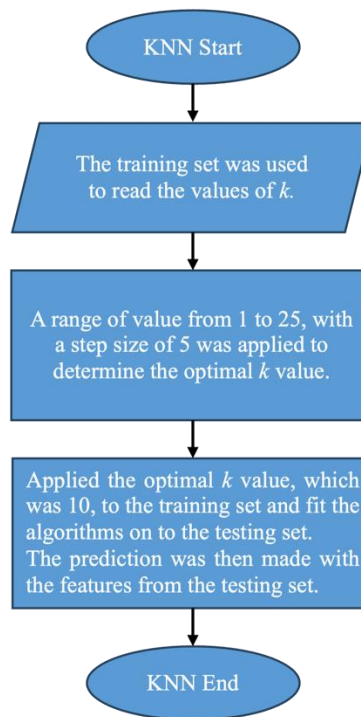 KNN Start
The training set was used
to read the values of k.
A range of value from 1 to 25, with
a step size of 5 was applied to
determine the optimal k value.
Applied the optimal k value, which
was 10, to the training set and fit the
algorithms on to the testing set.
The prediction was then made with
the features from the testing set.
KNN End